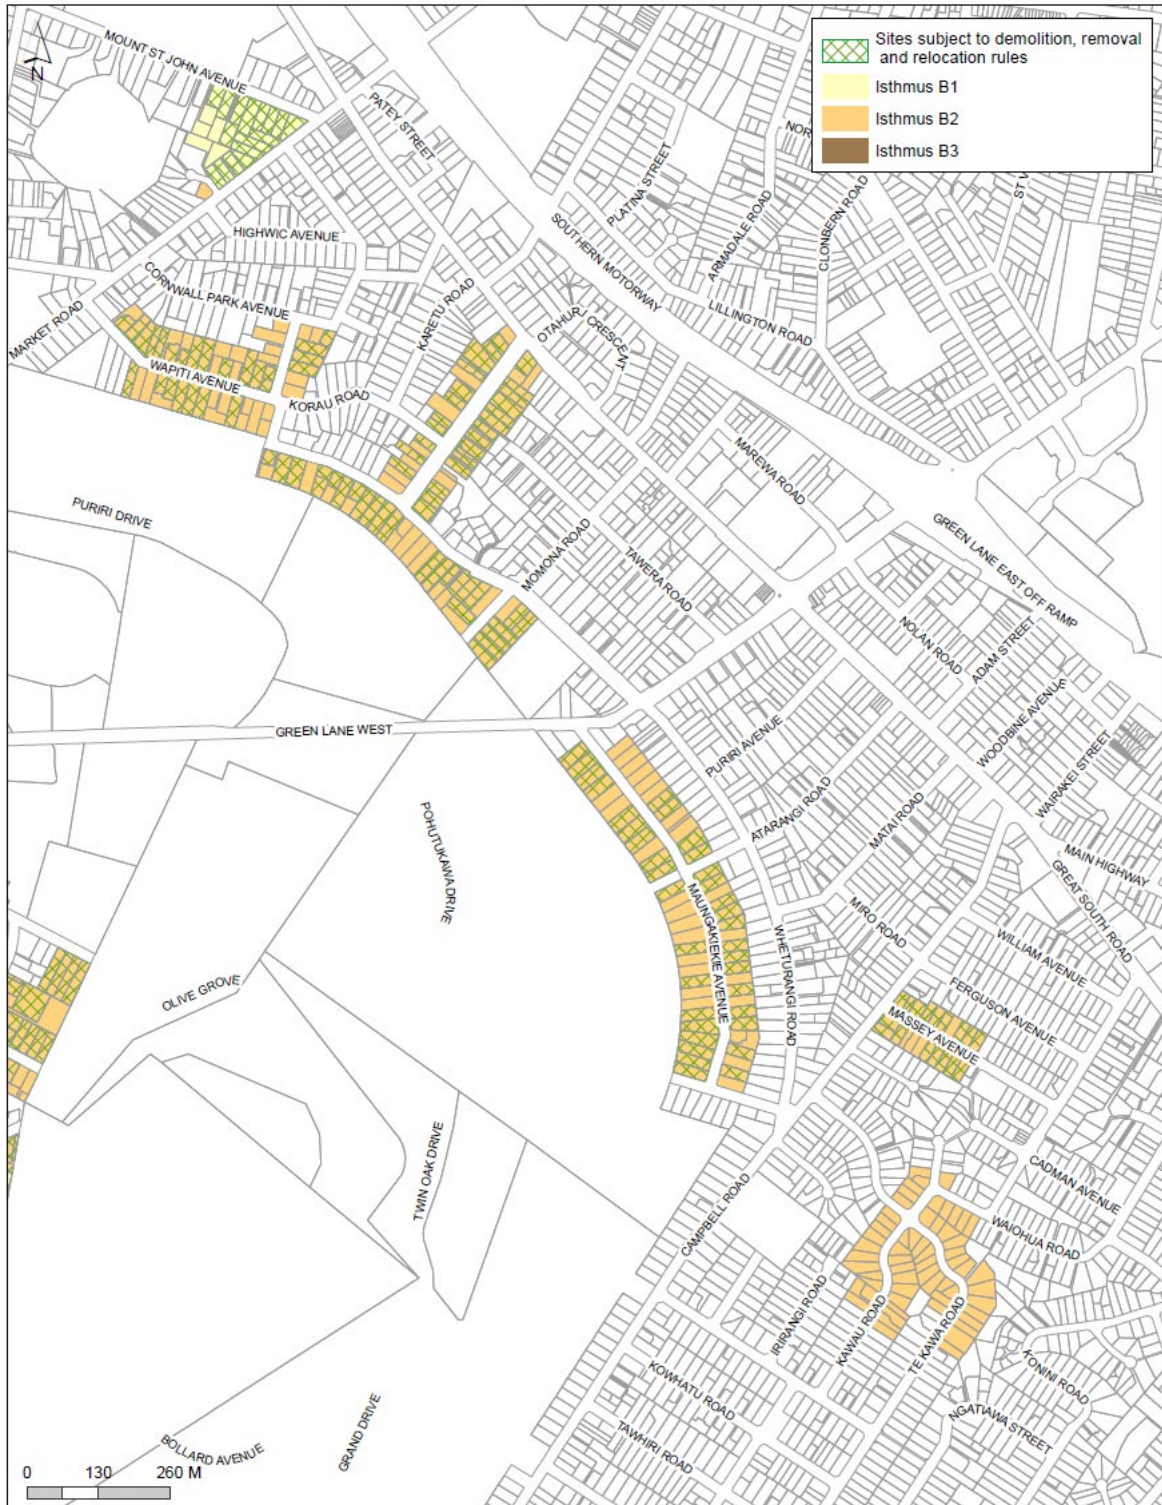 Sites subject to demolition, removal
and relocation rules
Isthmus B1
Isthmus B2
Isthmus B3
N
MOUNT ST JOHN AVENUE
PATEY STREET
NOR
PLATINA STREET
ARMADALE ROAD
CLONBERN ROAD
ST V
SOUTHERN MOTORWAY
HIGHWIC AVENUE
CORNWALL PARK AVENUE
MARKET ROAD
KARETU ROAD
OTAHURI CRESCENT
LILLINGTON ROAD
WAPITI AVENUE
KORAU ROAD
MAREWA ROAD
PURIRI DRIVE
MOMONA ROAD
TAWERA ROAD
GREEN LANE EAST OFF RAMP
NOLAN ROAD
ADAM STREET
GREEN LANE WEST
PURIRI AVENUE
WOODBINE AVENUE
WAIRAKEI STREET
POHUTUKAWA DRIVE
ATARANGI ROAD
MATAI ROAD
MAIN HIGHWAY
GREAT SOUTH ROAD
MAUNGAKIEKIE AVENUE
MIRO ROAD
WHETURANGI ROAD
WILLIAM AVENUE
OLIVE GROVE
FERGUSON AVENUE
MASSEY AVENUE
TWIN OAK DRIVE
CADMAN AVENUE
CAMPBELL ROAD
WAIOHUA ROAD
IRIRANGI ROAD
KAWAU ROAD
TE KAWA ROAD
KONINI ROAD
KOWHATU ROAD
NGATIAWA STREET
TAWHIRI ROAD
GRAND DRIVE
BOLLARD AVENUE
0 130 260 M